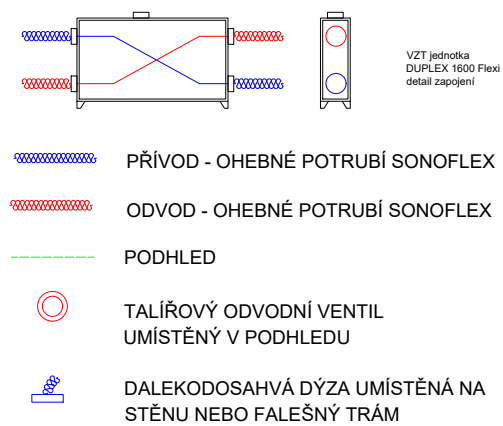 VZT jednotka
DUPLEX 1600 Flexi
detail zapojení
PŘÍVOD - OHEBNÉ POTRUBÍ SONOFLEX
ODVOD - OHEBNÉ POTRUBÍ SONOFLEX
PODHLED
TALÍŘOVÝ ODVODNÍ VENTIL
UMÍSTĚNÝ V PODHLEDU
DALEKODOSAHVÁ DÝZA UMÍSTĚNÁ NA
STĚNU NEBO FALEŠNÝ TRÁM